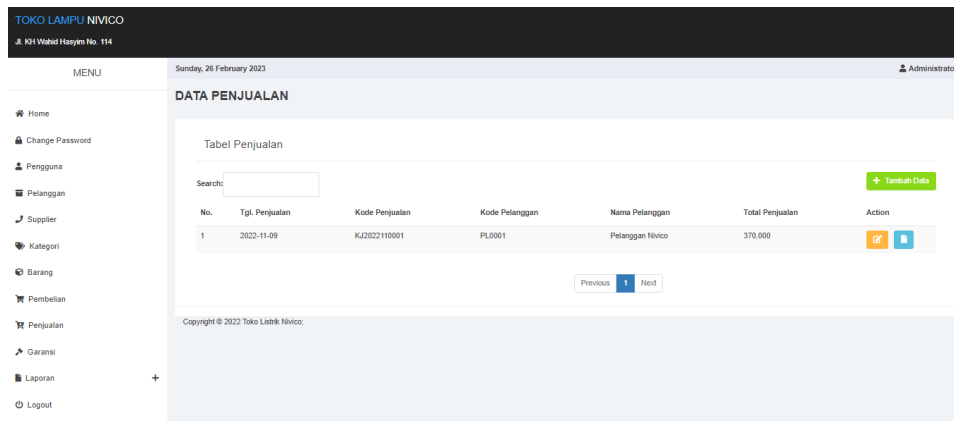 TOKO LAMPU NIVICO
Jl. KH Wahid Hasyim No. 114
MENU
Home
Change Password
Pengguna
Pelanggan
Supplier
Kategori
Barang
Pembelian
Penjualan
Garansi
Laporan +
Logout
Sunday, 26 February 2023 Administrato
DATA PENJUALAN
Tabel Penjualan
Search: + Tambah Data
No. Tgl. Penjualan Kode Penjualan Kode Pelanggan Nama Pelanggan Total Penjualan Action
1 2022-11-09 KJ2022110001 PL0001 Pelanggan Nivico 370,000
Previous 1 Next
Copyright © 2022 Toko Listrik Nivico;